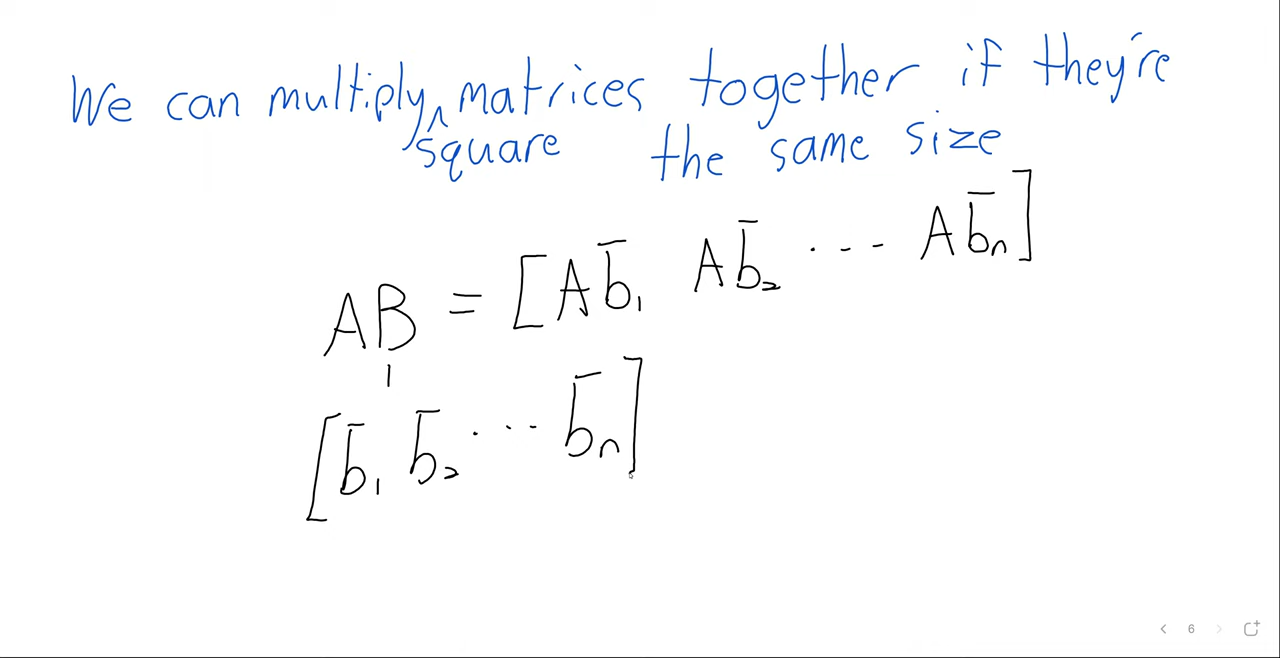 We can multiply ^ matrices together if they're
square the same size
AB = [Ab̄₁ Ab̄₂ ... Ab̄ₙ]
[b̄₁ b̄₂ ... b̄ₙ]
6